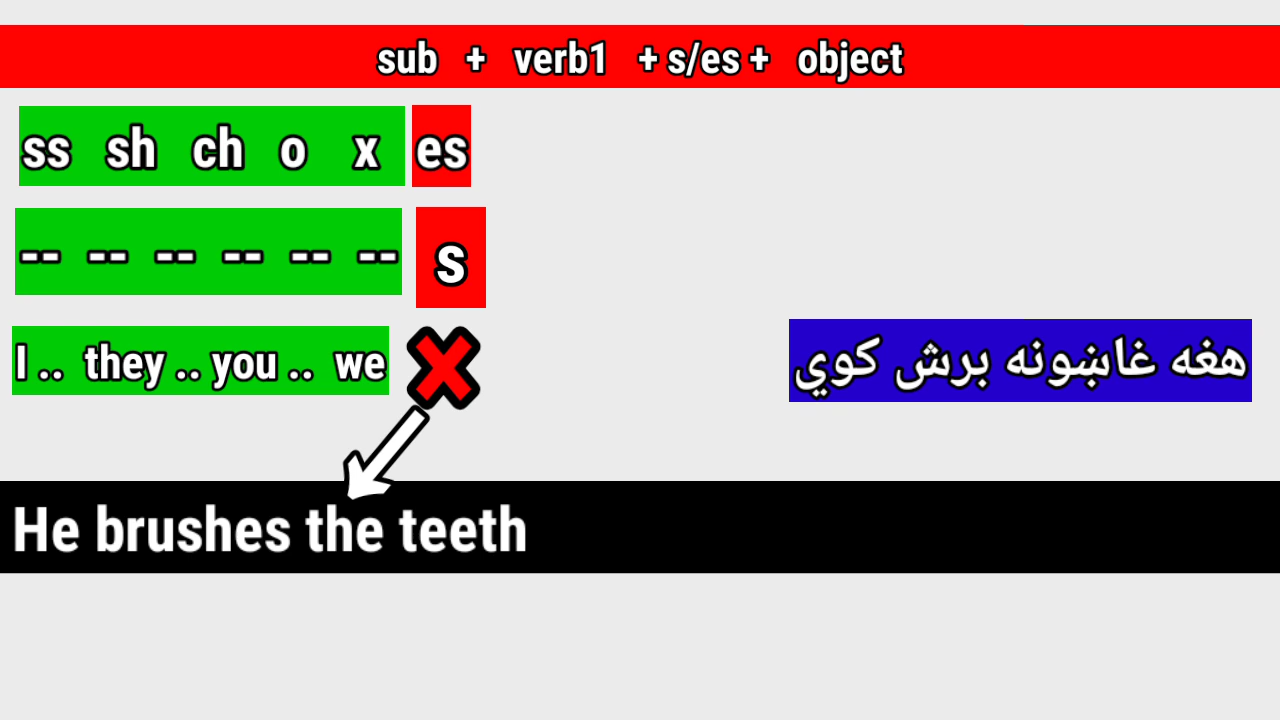 sub + verb1 + s/es + object
ss sh ch o x es
-- -- -- -- -- -- s
I .. they .. you .. we
هغه غاښونه برش کوي
He brushes the teeth